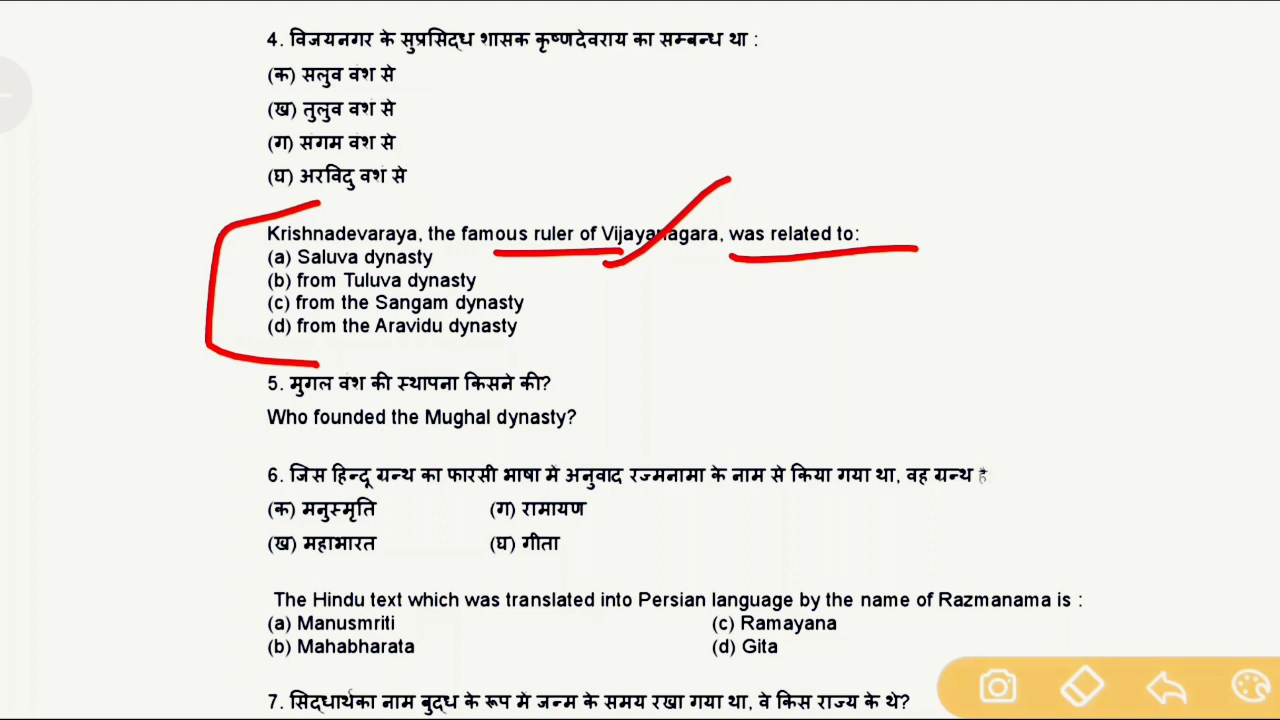 4. विजयनगर के सुप्रसिद्ध शासक कृष्णदेवराय का सम्बन्ध था :
(क) सलुव वंश से
(ख) तुलुव वंश से
(ग) संगम वंश से
(घ) अरविदु वंश से
Krishnadevaraya, the famous ruler of Vijayanagara, was related to:
(a) Saluva dynasty
(b) from Tuluva dynasty
(c) from the Sangam dynasty
(d) from the Aravidu dynasty
5. मुगल वंश की स्थापना किसने की?
Who founded the Mughal dynasty?
6. जिस हिन्दू ग्रन्थ का फारसी भाषा में अनुवाद रज्मनामा के नाम से किया गया था, वह ग्रन्थ है
(क) मनुस्मृति (ग) रामायण
(ख) महाभारत (घ) गीता
The Hindu text which was translated into Persian language by the name of Razmanama is :
(a) Manusmriti (c) Ramayana
(b) Mahabharata (d) Gita
7. सिद्धार्थका नाम बुद्ध के रूप में जन्म के समय रखा गया था, वे किस राज्य के थे?